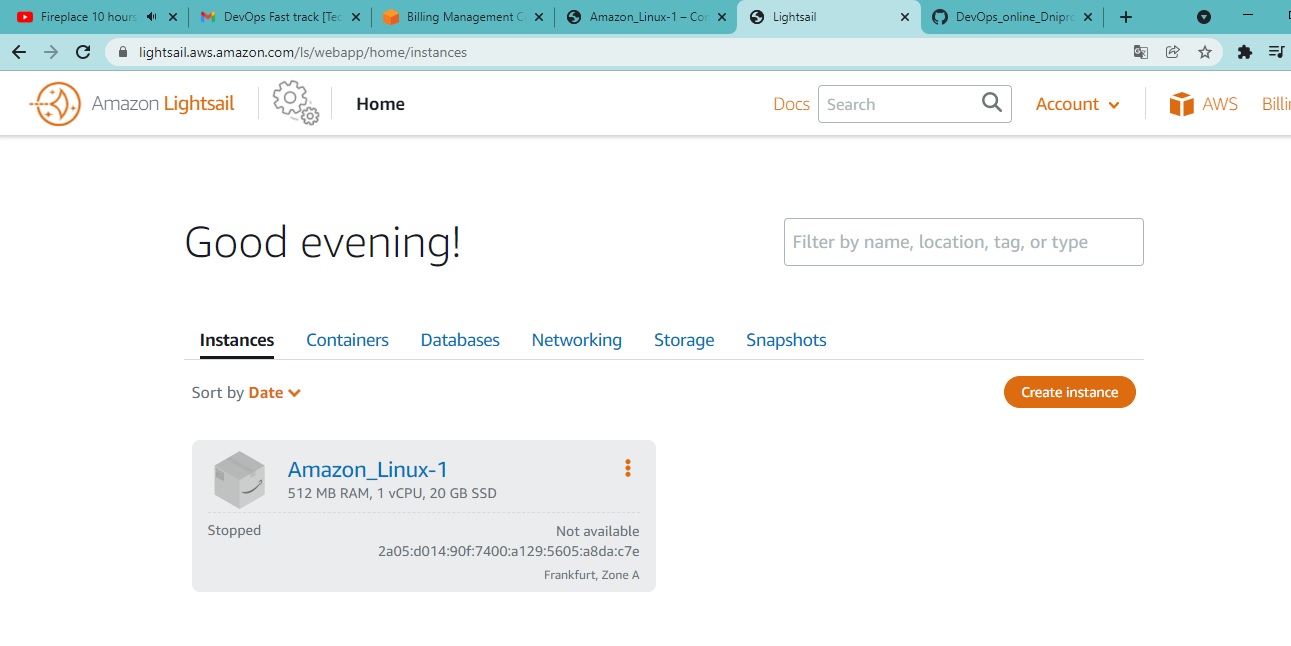 Fireplace 10 hours
DevOps Fast track [Tec
Billing Management C
Amazon_Linux-1 – Con
Lightsail
DevOps_online_Dnipro
lightsail.aws.amazon.com/ls/webapp/home/instances
Amazon Lightsail
Home
Docs
Search
Account
AWS
Billin
Good evening!
Filter by name, location, tag, or type
Instances
Containers
Databases
Networking
Storage
Snapshots
Sort by Date
Create instance
Amazon_Linux-1
512 MB RAM, 1 vCPU, 20 GB SSD
Stopped
Not available
2a05:d014:90f:7400:a129:5605:a8da:c7e
Frankfurt, Zone A